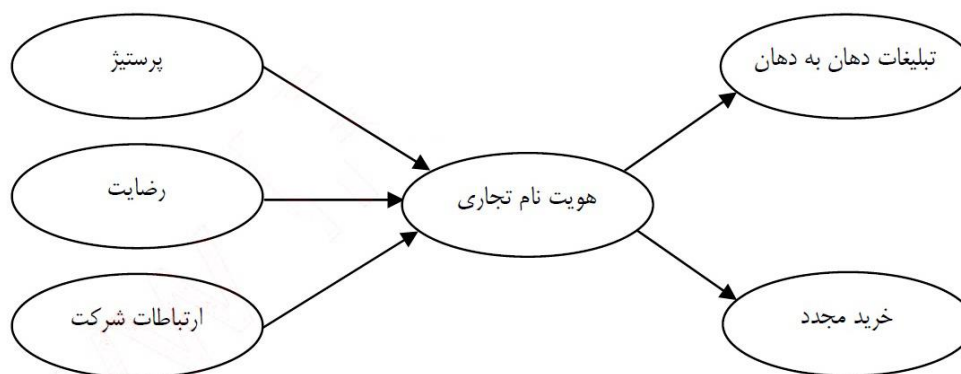 پرستیژ
رضایت
ارتباطات شرکت
هویت نام تجاری
تبلیغات دهان به دهان
خرید مجدد